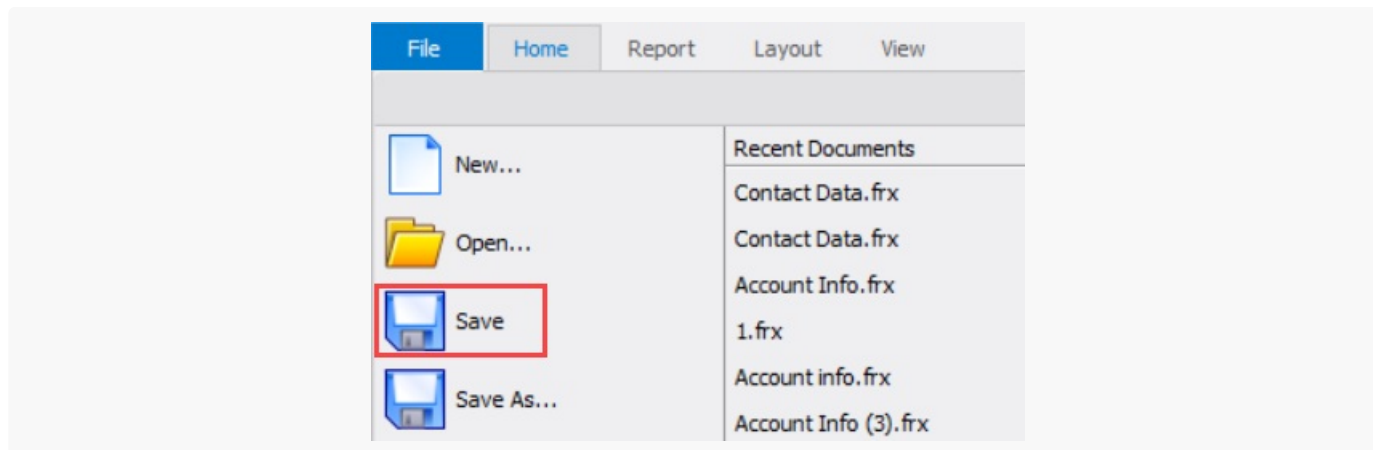 File Home Report Layout View
New...
Open...
Save
Save As...
Recent Documents
Contact Data.frx
Contact Data.frx
Account Info.frx
1.frx
Account info.frx
Account Info (3).frx